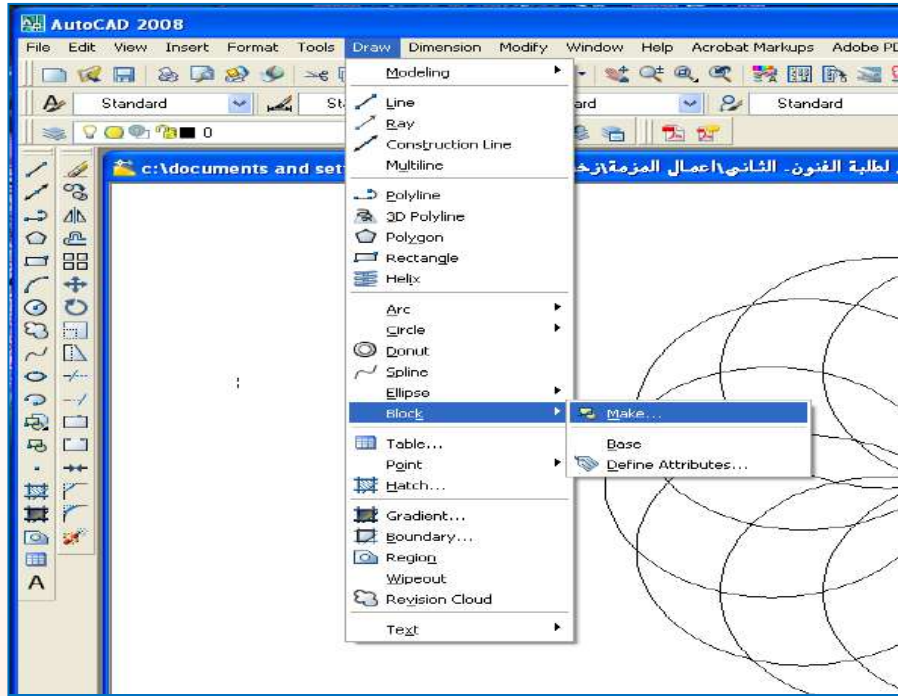 AutoCAD 2008
File Edit View Insert Format Tools Draw Dimension Modify Window Help Acrobat Markups Adobe PD
Standard St ard Standard
0
c:\documents and set لطلبة الفنون- الثاني\اعمال المزمة\زخ
Modeling
Line
Ray
Construction Line
Multiline
Polyline
3D Polyline
Polygon
Rectangle
Helix
Arc
Circle
Donut
Spline
Ellipse
Block
Make...
Base
Define Attributes...
Table...
Point
Hatch...
Gradient...
Boundary...
Region
Wipeout
Revision Cloud
Text
A